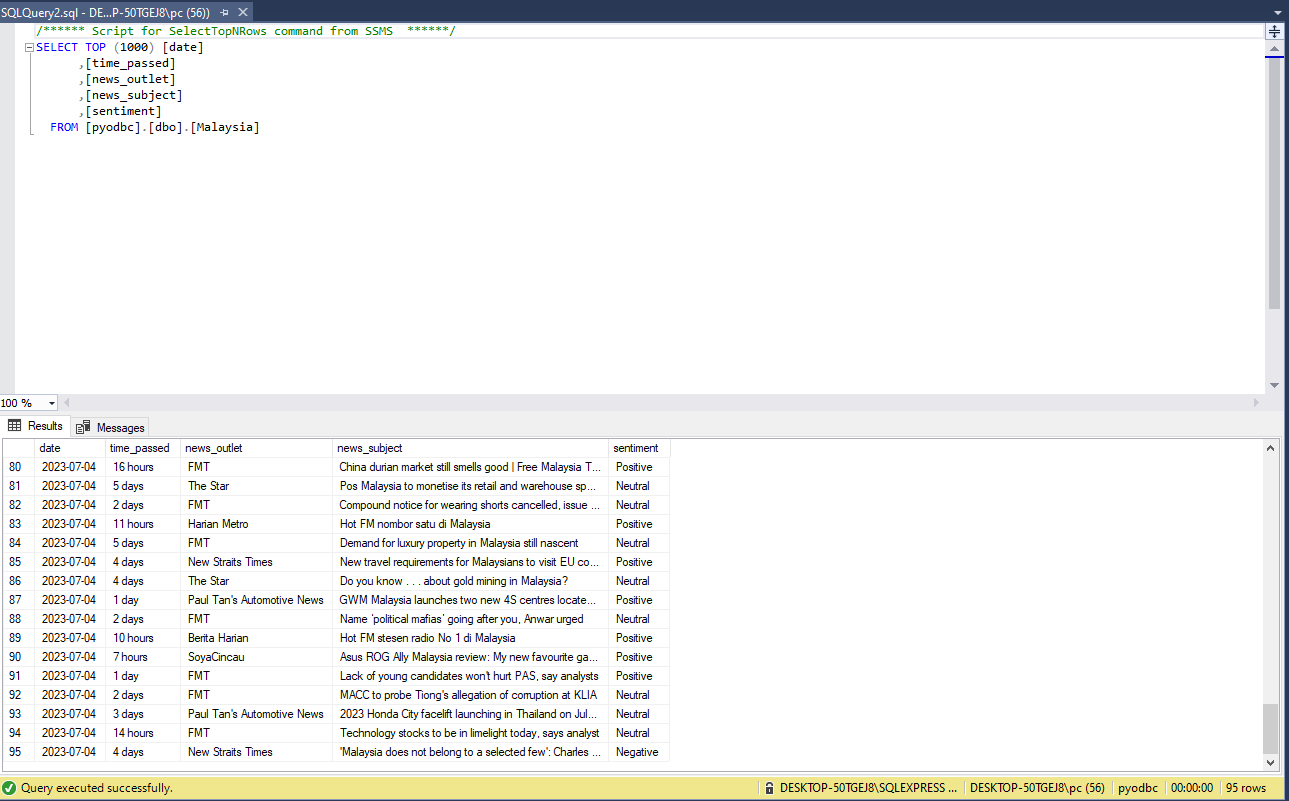 SQLQuery2.sql - DE...P-50TGEJ8\pc (56))
/****** Script for SelectTopNRows command from SSMS  ******/
SELECT TOP (1000) [date]
,[time_passed]
,[news_outlet]
,[news_subject]
,[sentiment]
FROM [pyodbc].[dbo].[Malaysia]
100 %
Results Messages
date time_passed news_outlet news_subject sentiment
80 2023-07-04 16 hours FMT China durian market still smells good | Free Malaysia T... Positive
81 2023-07-04 5 days The Star Pos Malaysia to monetise its retail and warehouse sp... Neutral
82 2023-07-04 2 days FMT Compound notice for wearing shorts cancelled, issue ... Neutral
83 2023-07-04 11 hours Harian Metro Hot FM nombor satu di Malaysia Positive
84 2023-07-04 5 days FMT Demand for luxury property in Malaysia still nascent Neutral
85 2023-07-04 4 days New Straits Times New travel requirements for Malaysians to visit EU co... Positive
86 2023-07-04 4 days The Star Do you know . . . about gold mining in Malaysia? Neutral
87 2023-07-04 1 day Paul Tan's Automotive News GWM Malaysia launches two new 4S centres locate... Positive
88 2023-07-04 2 days FMT Name ‘political mafias’ going after you, Anwar urged Neutral
89 2023-07-04 10 hours Berita Harian Hot FM stesen radio No 1 di Malaysia Positive
90 2023-07-04 7 hours SoyaCincau Asus ROG Ally Malaysia review: My new favourite ga... Positive
91 2023-07-04 1 day FMT Lack of young candidates won't hurt PAS, say analysts Positive
92 2023-07-04 2 days FMT MACC to probe Tiong's allegation of corruption at KLIA Neutral
93 2023-07-04 3 days Paul Tan's Automotive News 2023 Honda City facelift launching in Thailand on Jul... Neutral
94 2023-07-04 14 hours FMT Technology stocks to be in limelight today, says analyst Neutral
95 2023-07-04 4 days New Straits Times 'Malaysia does not belong to a selected few': Charles ... Negative
Query executed successfully. DESKTOP-50TGEJ8\SQLEXPRESS ... DESKTOP-50TGEJ8\pc (56) pyodbc 00:00:00 95 rows